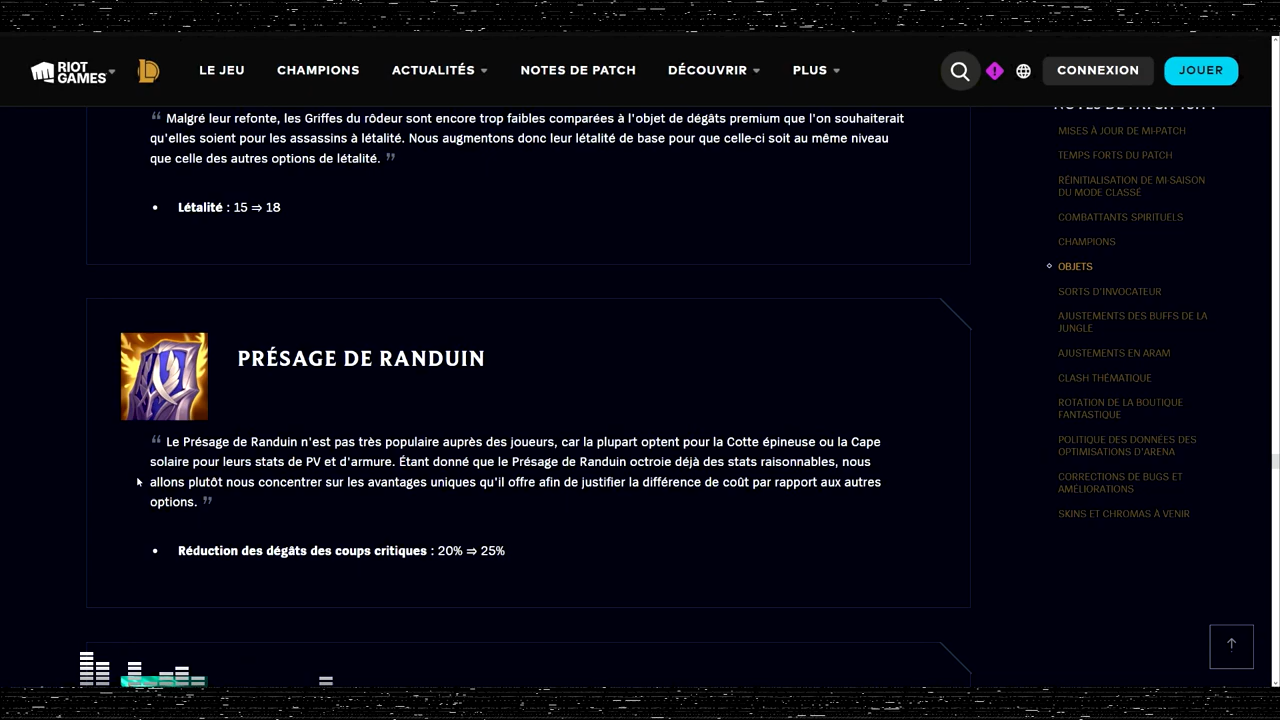 RIOT GAMES
LE JEU
CHAMPIONS
ACTUALITÉS
NOTES DE PATCH
DÉCOUVRIR
PLUS
CONNEXION
JOUER
“ Malgré leur refonte, les Griffes du rôdeur sont encore trop faibles comparées à l'objet de dégâts premium que l'on souhaiterait
qu'elles soient pour les assassins à létalité. Nous augmentons donc leur létalité de base pour que celle-ci soit au même niveau
que celle des autres options de létalité. ”
• Létalité : 15 ⇒ 18
PRÉSAGE DE RANDUIN
“ Le Présage de Randuin n'est pas très populaire auprès des joueurs, car la plupart optent pour la Cotte épineuse ou la Cape
solaire pour leurs stats de PV et d'armure. Étant donné que le Présage de Randuin octroie déjà des stats raisonnables, nous
allons plutôt nous concentrer sur les avantages uniques qu'il offre afin de justifier la différence de coût par rapport aux autres
options. ”
• Réduction des dégâts des coups critiques : 20% ⇒ 25%
MISES À JOUR DE MI-PATCH
TEMPS FORTS DU PATCH
RÉINITIALISATION DE MI-SAISON
DU MODE CLASSÉ
COMBATTANTS SPIRITUELS
CHAMPIONS
OBJETS
SORTS D'INVOCATEUR
AJUSTEMENTS DES BUFFS DE LA
JUNGLE
AJUSTEMENTS EN ARAM
CLASH THÉMATIQUE
ROTATION DE LA BOUTIQUE
FANTASTIQUE
POLITIQUE DES DONNÉES DES
OPTIMISATIONS D'ARENA
CORRECTIONS DE BUGS ET
AMÉLIORATIONS
SKINS ET CHROMAS À VENIR